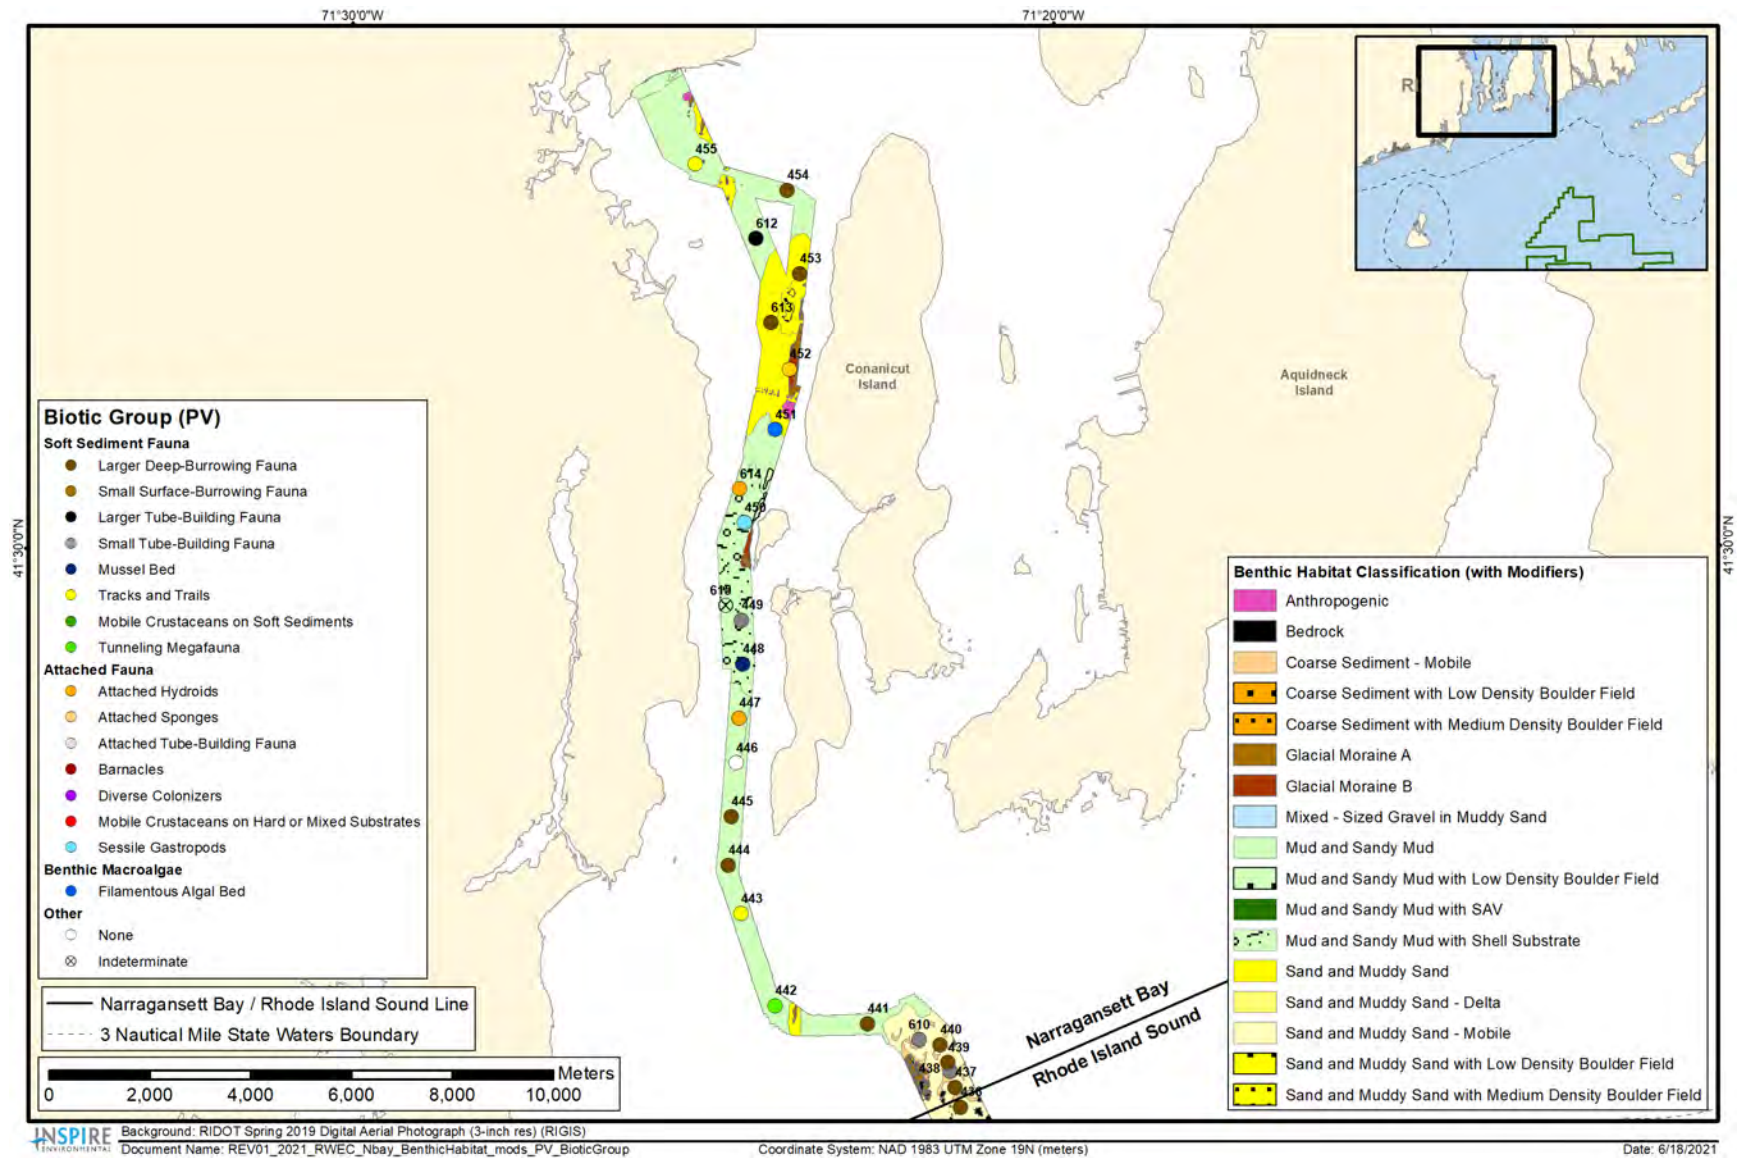 71°30'0"W
71°20'0"W
RI
455
454
612
453
613
452
Conanicut
Island
Aquidneck
Island
451
614
450
41°30'0"N
41°30'0"N
449
448
447
446
445
444
443
442
441
610
440
439
438
437
Narragansett Bay
Rhode Island Sound
Biotic Group (PV)
Soft Sediment Fauna
Larger Deep-Burrowing Fauna
Small Surface-Burrowing Fauna
Larger Tube-Building Fauna
Small Tube-Building Fauna
Mussel Bed
Tracks and Trails
Mobile Crustaceans on Soft Sediments
Tunneling Megafauna
Attached Fauna
Attached Hydroids
Attached Sponges
Attached Tube-Building Fauna
Barnacles
Diverse Colonizers
Mobile Crustaceans on Hard or Mixed Substrates
Sessile Gastropods
Benthic Macroalgae
Filamentous Algal Bed
Other
None
Indeterminate
Narragansett Bay / Rhode Island Sound Line
3 Nautical Mile State Waters Boundary
Meters
0 2,000 4,000 6,000 8,000 10,000
Benthic Habitat Classification (with Modifiers)
Anthropogenic
Bedrock
Coarse Sediment - Mobile
Coarse Sediment with Low Density Boulder Field
Coarse Sediment with Medium Density Boulder Field
Glacial Moraine A
Glacial Moraine B
Mixed - Sized Gravel in Muddy Sand
Mud and Sandy Mud
Mud and Sandy Mud with Low Density Boulder Field
Mud and Sandy Mud with SAV
Mud and Sandy Mud with Shell Substrate
Sand and Muddy Sand
Sand and Muddy Sand - Delta
Sand and Muddy Sand - Mobile
Sand and Muddy Sand with Low Density Boulder Field
Sand and Muddy Sand with Medium Density Boulder Field
INSPIRE
ENVIRONMENTAL
Background: RIDOT Spring 2019 Digital Aerial Photograph (3-inch res) (RIGIS)
Document Name: REV01_2021_RWEC_Nbay_BenthicHabitat_mods_PV_BioticGroup
Coordinate System: NAD 1983 UTM Zone 19N (meters)
Date: 6/18/2021